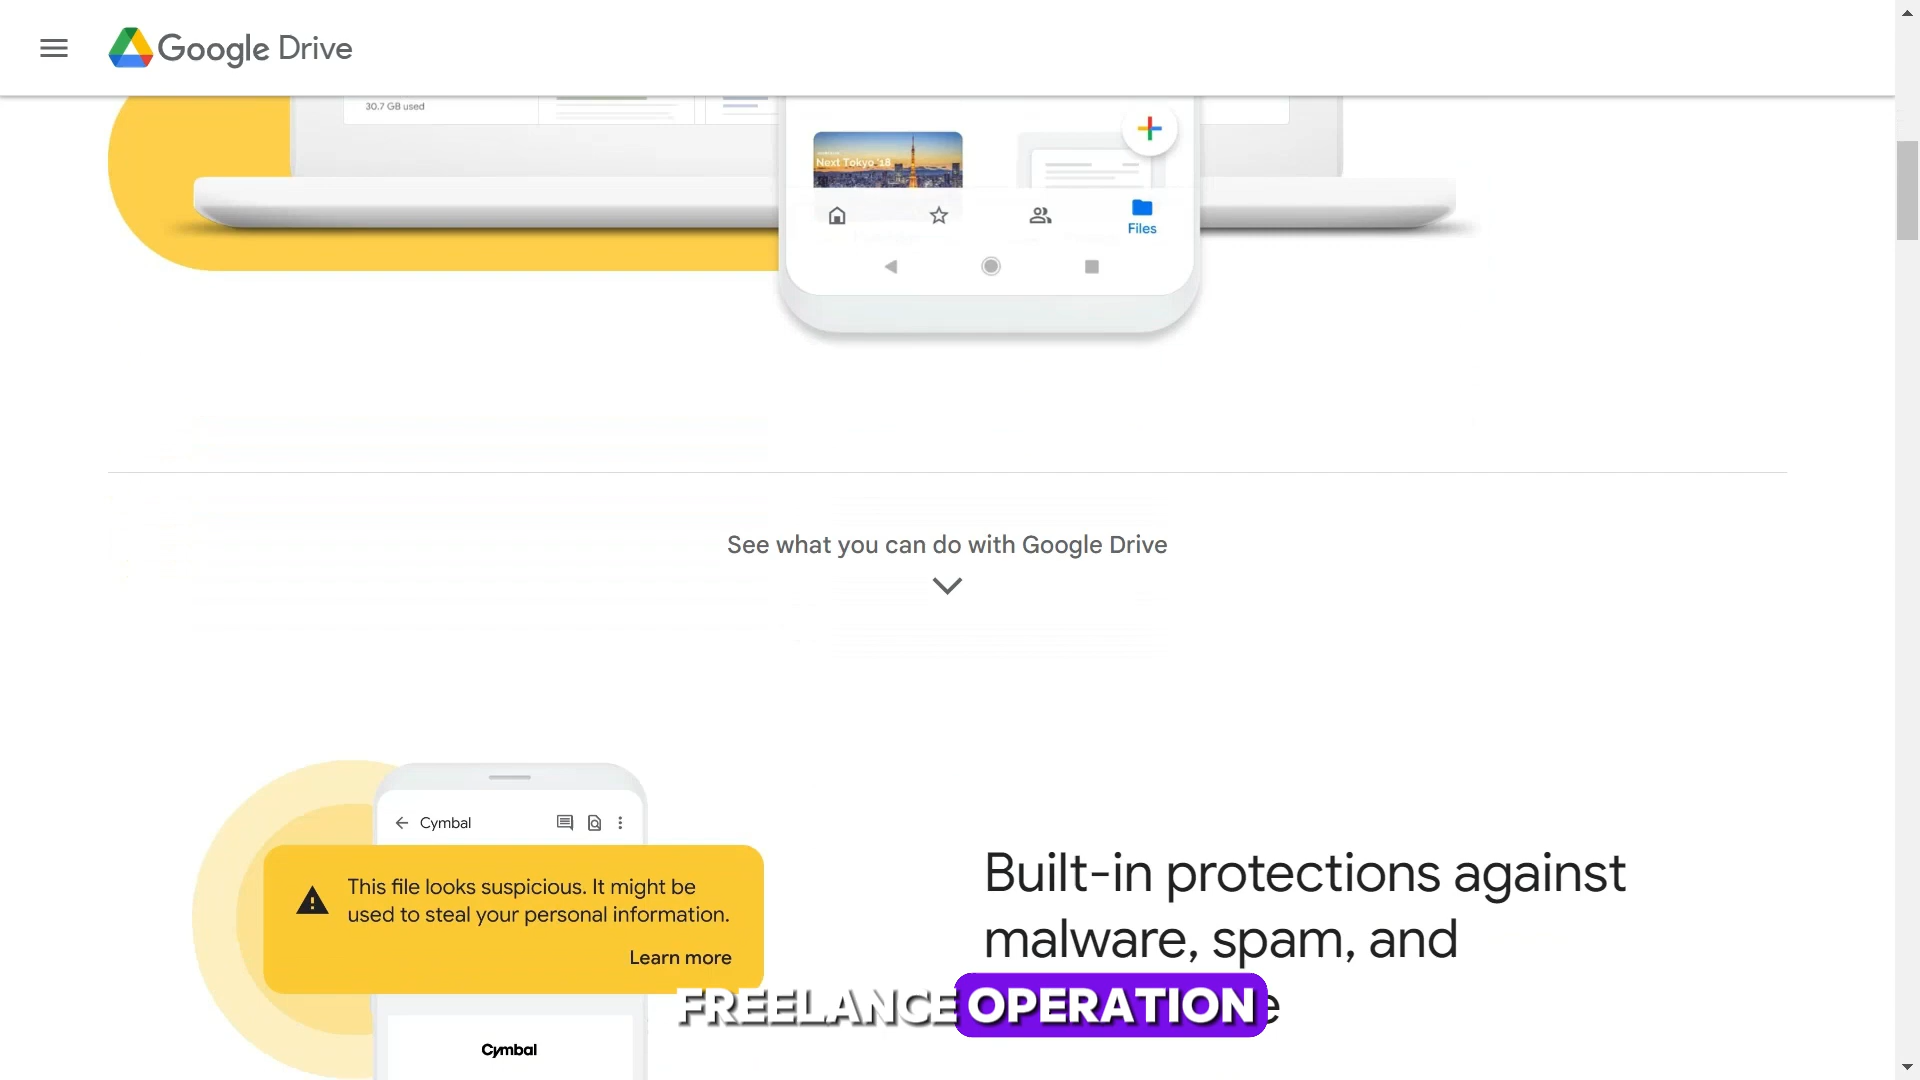 Google Drive
30.7 GB used
Next Tokyo '18
Files
See what you can do with Google Drive
Cymbal
This file looks suspicious. It might be
used to steal your personal information.
Learn more
Built-in protections against
malware, spam, and
FREELANCE OPERATION
Cymbal